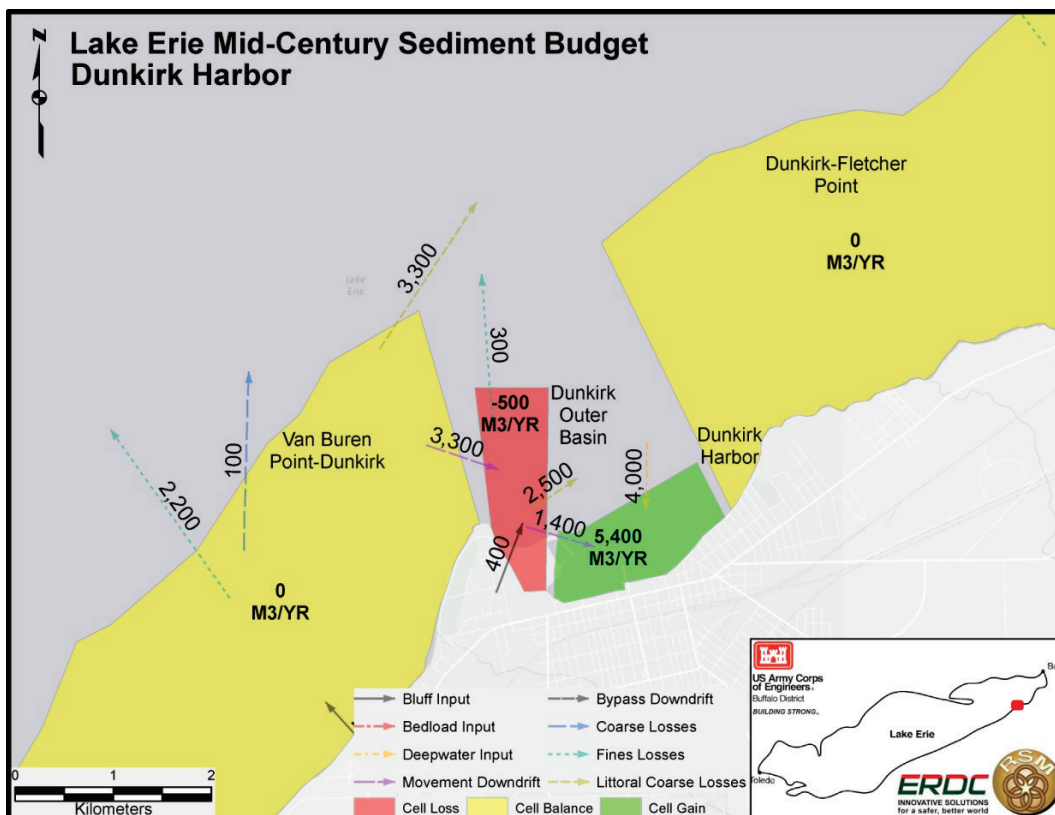 N
Lake Erie Mid-Century Sediment Budget
Dunkirk Harbor
Dunkirk-Fletcher
Point
0
M3/YR
3,300
Lake
Erie
300
-500
M3/YR
Dunkirk
Outer
Basin
Van Buren
Point-Dunkirk
100
2,200
3,300
2,500
1,400
400
4,000
Dunkirk
Harbor
5,400
M3/YR
0
M3/YR
Bluff Input
Bypass Downdrift
Bedload Input
Coarse Losses
Deepwater Input
Fines Losses
Movement Downdrift
Littoral Coarse Losses
Cell Loss
Cell Balance
Cell Gain
0 1 2
Kilometers
US Army Corps
of Engineers®
Buffalo District
BUILDING STRONG®
Lake Erie
ERDC
INNOVATIVE SOLUTIONS
for a safer, better world
RSM